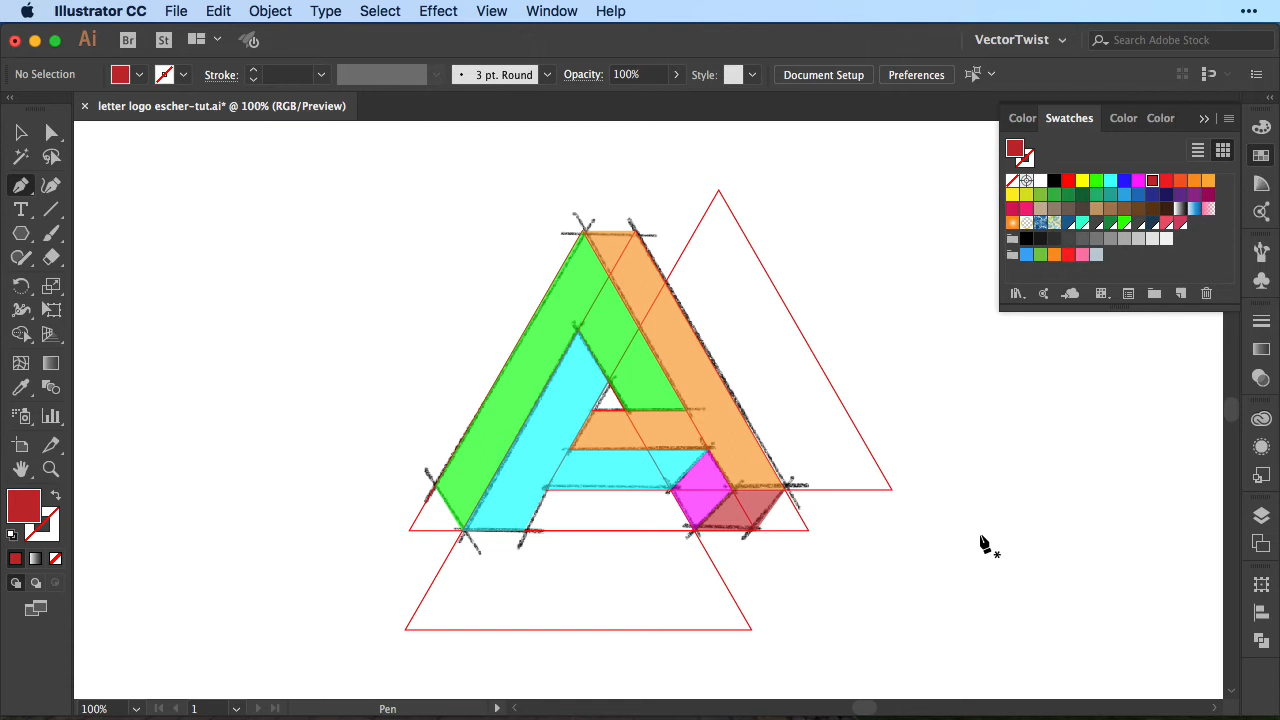 Illustrator CC File Edit Object Type Select Effect View Window Help
Ai Br St VectorTwist Search Adobe Stock
No Selection Stroke: 3 pt. Round Opacity: 100% Style: Document Setup Preferences
× letter logo escher-tut.ai* @ 100% (RGB/Preview)
Color Swatches Color Color
100% 1 Pen